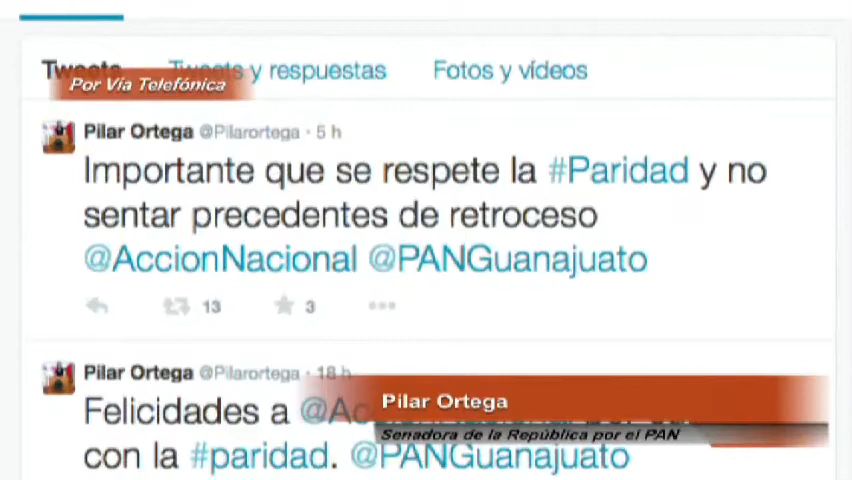 Tweets Tweets y respuestas Fotos y vídeos
Por Vía Telefónica
Pilar Ortega @Pilarortega · 5 h
Importante que se respete la #Paridad y no
sentar precedentes de retroceso
@AccionNacional @PANGuanajuato
13 3
Pilar Ortega @Pilarortega · 18 h
Felicidades a
Pilar Ortega
Senadora de la República por el PAN
con la #paridad. @PANGuanajuato